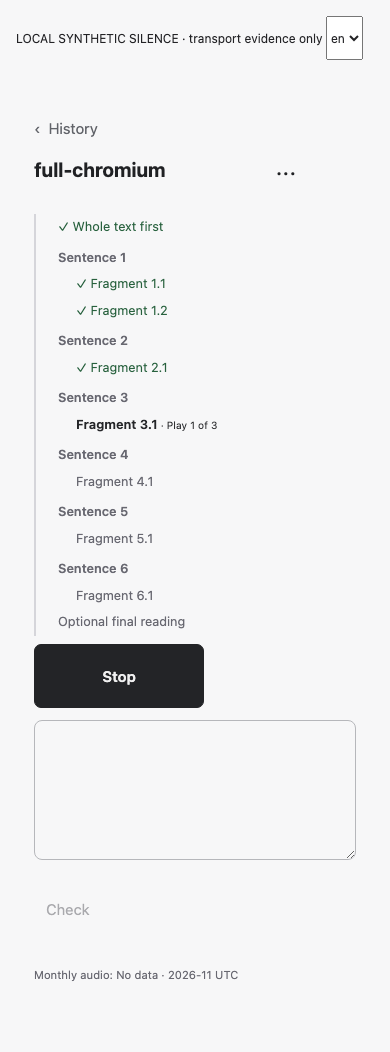 LOCAL SYNTHETIC SILENCE · transport evidence only en
‹ History
full-chromium ...
✓ Whole text first
Sentence 1
✓ Fragment 1.1
✓ Fragment 1.2
Sentence 2
✓ Fragment 2.1
Sentence 3
Fragment 3.1 · Play 1 of 3
Sentence 4
Fragment 4.1
Sentence 5
Fragment 5.1
Sentence 6
Fragment 6.1
Optional final reading
Stop
Check
Monthly audio: No data · 2026-11 UTC